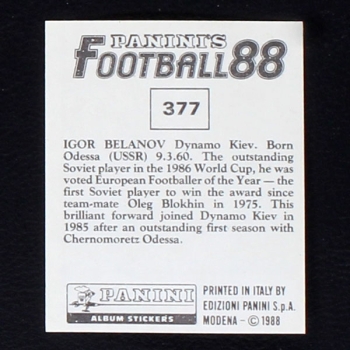 PANINI'S
FOOTBALL 88
377
IGOR BELANOV Dynamo Kiev. Born
Odessa (USSR) 9.3.60. The outstanding
Soviet player in the 1986 World Cup, he was
voted European Footballer of the Year — the
first Soviet player to win the award since
team-mate Oleg Blokhin in 1975. This
brilliant forward joined Dynamo Kiev in
1985 after an outstanding first season with
Chernomoretz Odessa.
PANINI
ALBUM STICKERS
PRINTED IN ITALY BY
EDIZIONI PANINI S.p.A.
MODENA - © 1988